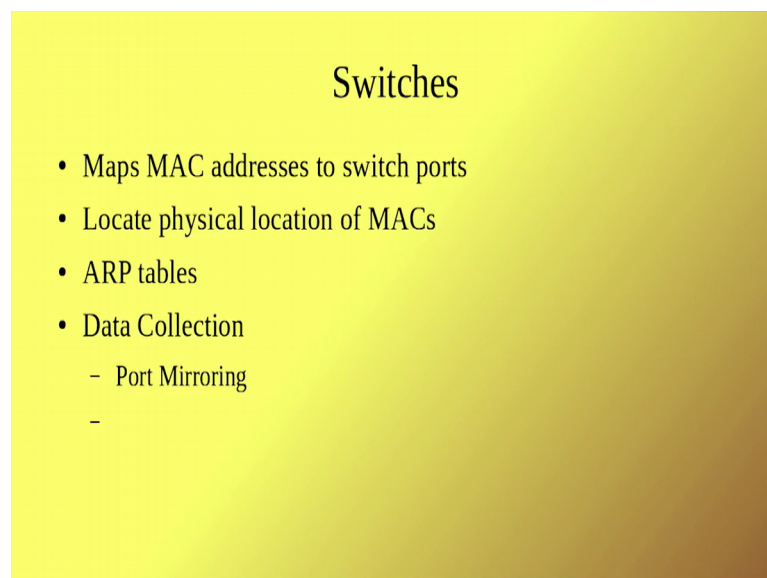 Switches
• Maps MAC addresses to switch ports
• Locate physical location of MACs
• ARP tables
• Data Collection
– Port Mirroring
–